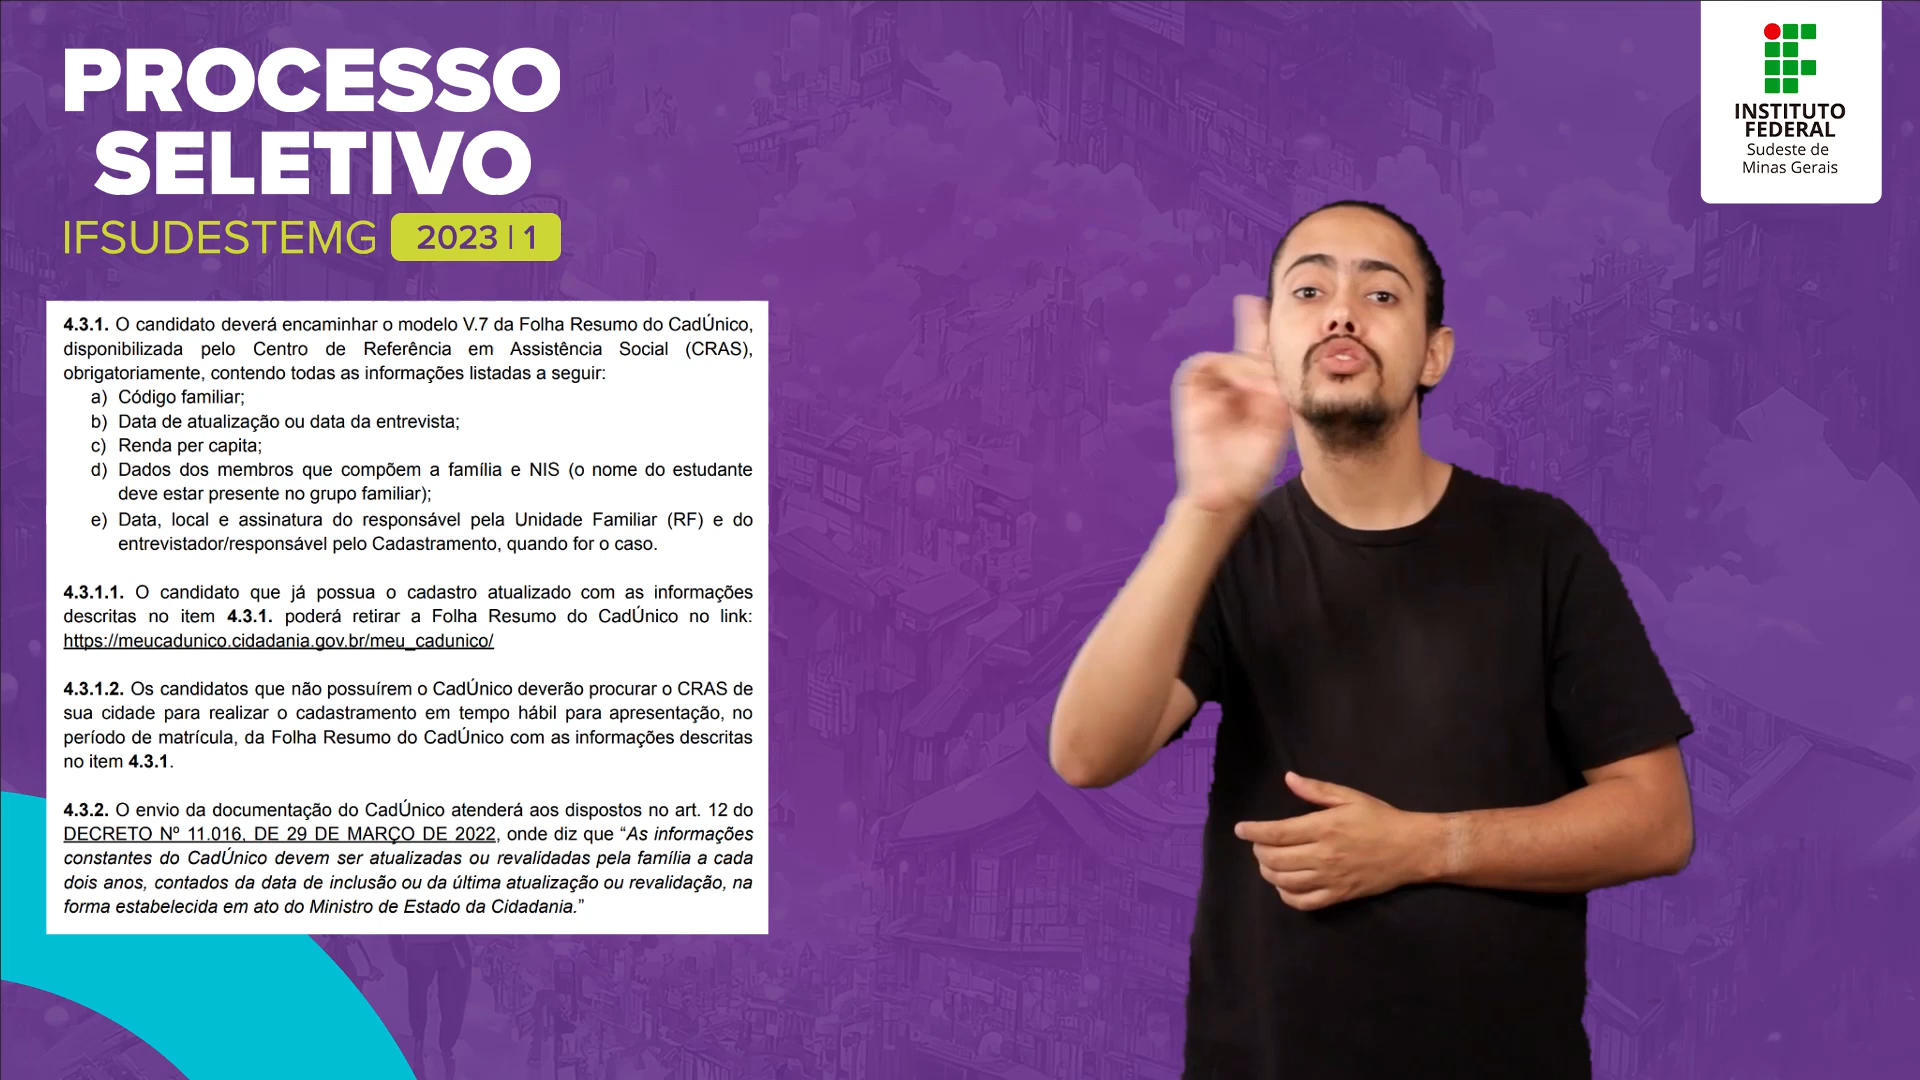 PROCESSO
SELETIVO
IFSUDESTEMG 2023 | 1
INSTITUTO
FEDERAL
Sudeste de
Minas Gerais
4.3.1. O candidato deverá encaminhar o modelo V.7 da Folha Resumo do CadÚnico,
disponibilizada pelo Centro de Referência em Assistência Social (CRAS),
obrigatoriamente, contendo todas as informações listadas a seguir:
a) Código familiar;
b) Data de atualização ou data da entrevista;
c) Renda per capita;
d) Dados dos membros que compõem a família e NIS (o nome do estudante
deve estar presente no grupo familiar);
e) Data, local e assinatura do responsável pela Unidade Familiar (RF) e do
entrevistador/responsável pelo Cadastramento, quando for o caso.
4.3.1.1. O candidato que já possua o cadastro atualizado com as informações
descritas no item 4.3.1. poderá retirar a Folha Resumo do CadÚnico no link:
https://meucadunico.cidadania.gov.br/meu_cadunico/
4.3.1.2. Os candidatos que não possuírem o CadÚnico deverão procurar o CRAS de
sua cidade para realizar o cadastramento em tempo hábil para apresentação, no
período de matrícula, da Folha Resumo do CadÚnico com as informações descritas
no item 4.3.1.
4.3.2. O envio da documentação do CadÚnico atenderá aos dispostos no art. 12 do
DECRETO Nº 11.016, DE 29 DE MARÇO DE 2022, onde diz que “As informações
constantes do CadÚnico devem ser atualizadas ou revalidadas pela família a cada
dois anos, contados da data de inclusão ou da última atualização ou revalidação, na
forma estabelecida em ato do Ministro de Estado da Cidadania.”